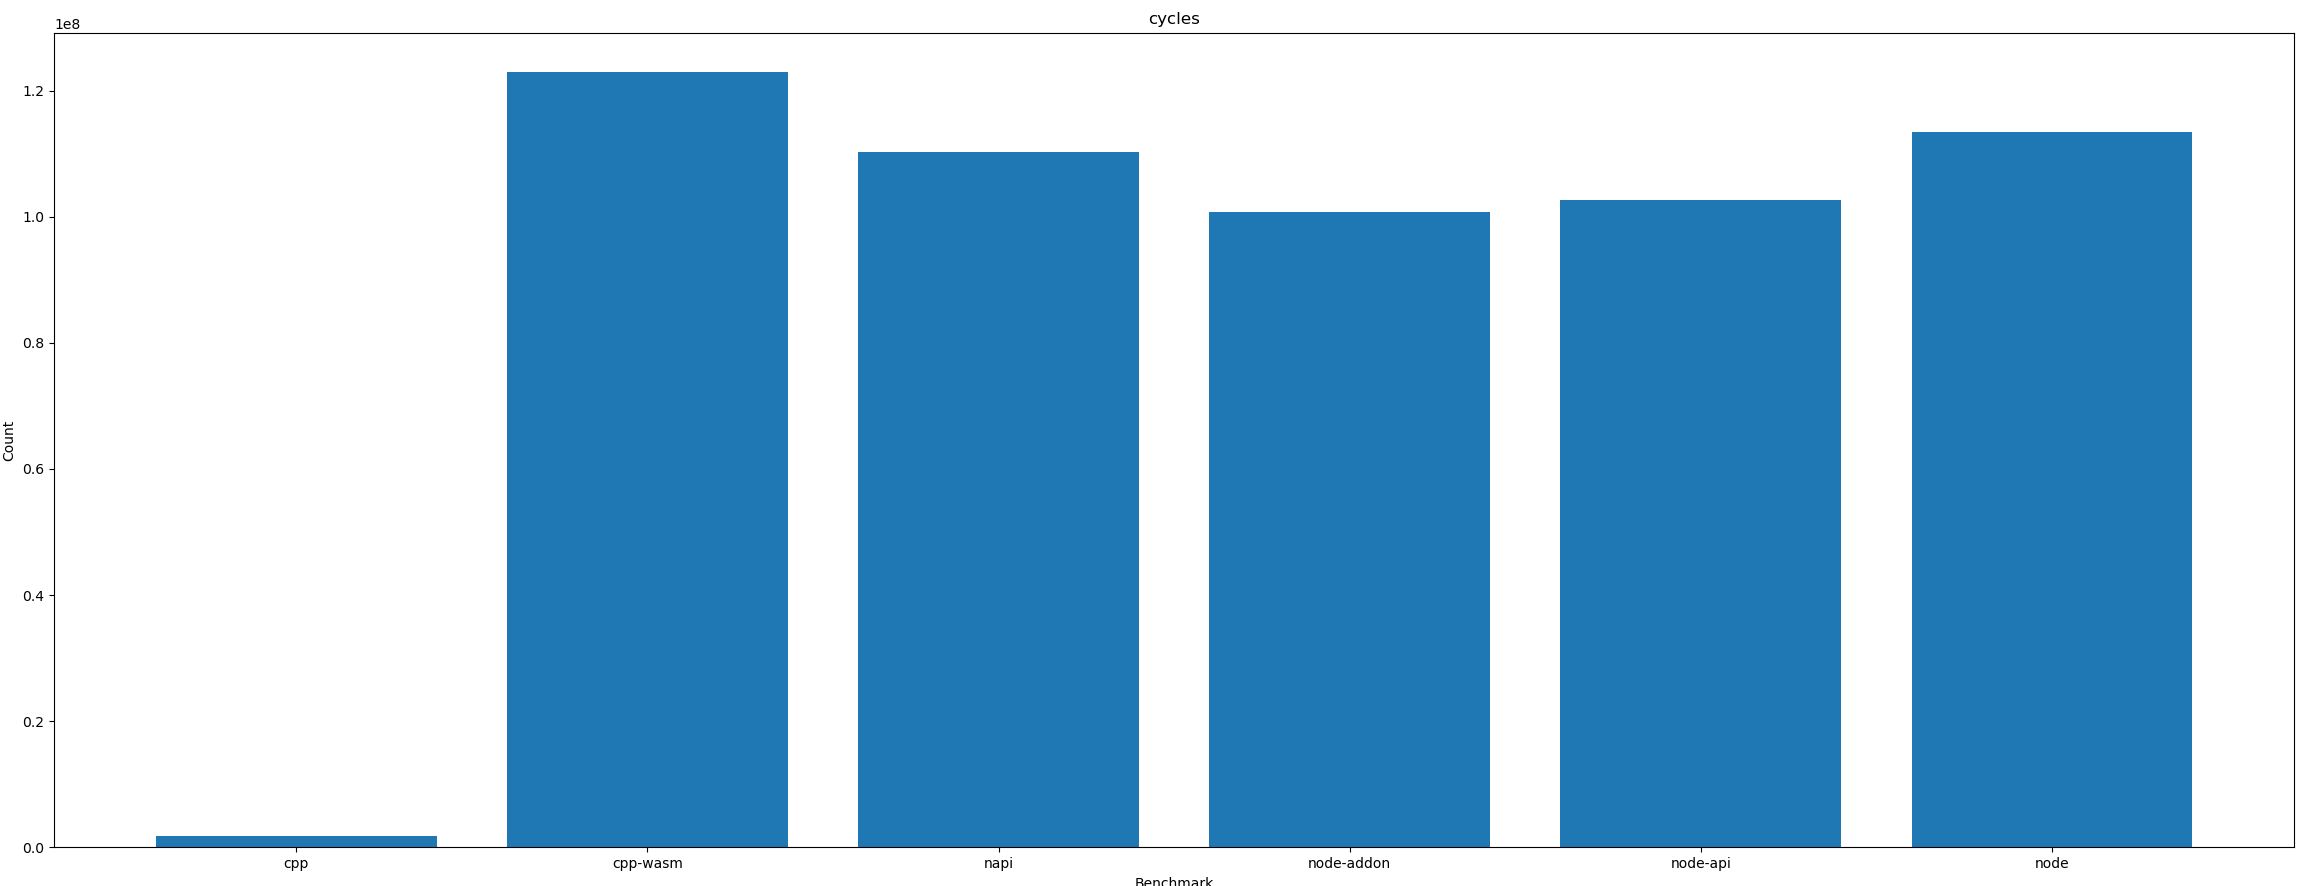 cycles
1e8
1.2
1.0
0.8
0.6
0.4
0.2
0.0
Count
cpp
cpp-wasm
napi
node-addon
node-api
node
Benchmark